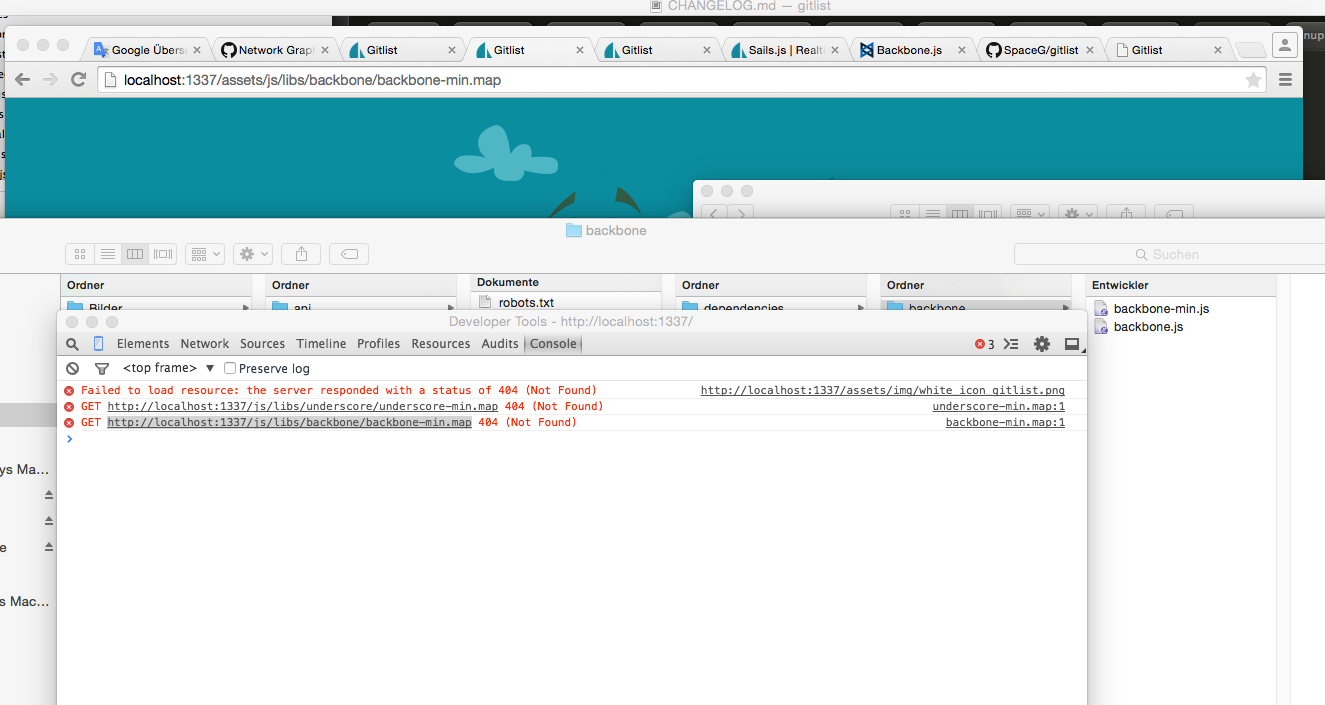 CHANGELOG.md — gitlist
Google Übers
Network Grap
Gitlist
Gitlist
Gitlist
Sails.js | Realti
Backbone.js
SpaceG/gitlist
Gitlist
localhost:1337/assets/js/libs/backbone/backbone-min.map
backbone
Suchen
Ordner
Ordner
Dokumente
Ordner
Ordner
Entwickler
Bilder
api
robots.txt
dependencies
backbone
backbone-min.js
backbone.js
Developer Tools - http://localhost:1337/
Elements Network Sources Timeline Profiles Resources Audits Console
3
<top frame> ▼ Preserve log
Failed to load resource: the server responded with a status of 404 (Not Found) http://localhost:1337/assets/img/white_icon_gitlist.png
GET http://localhost:1337/js/libs/underscore/underscore-min.map 404 (Not Found) underscore-min.map:1
GET http://localhost:1337/js/libs/backbone/backbone-min.map 404 (Not Found) backbone-min.map:1
>
ys Ma...
e
s Mac...